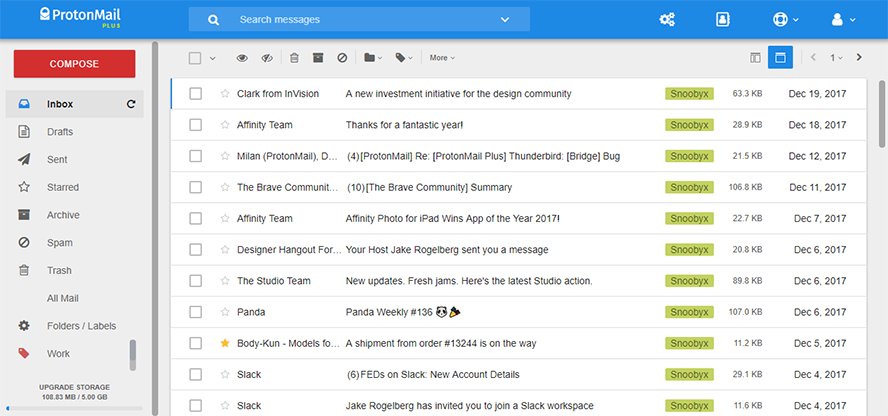 ProtonMail
PLUS
Search messages
COMPOSE
More
1
Inbox
Drafts
Sent
Starred
Archive
Spam
Trash
All Mail
Folders / Labels
Work
UPGRADE STORAGE
108.83 MB / 5.00 GB
Clark from InVision A new investment initiative for the design community Snoobyx 63.3 KB Dec 19, 2017
Affinity Team Thanks for a fantastic year! Snoobyx 28.9 KB Dec 18, 2017
Milan (ProtonMail), D... (4)[ProtonMail] Re: [ProtonMail Plus] Thunderbird: [Bridge] Bug Snoobyx 21.5 KB Dec 12, 2017
The Brave Communit... (10)[The Brave Community] Summary Snoobyx 106.8 KB Dec 11, 2017
Affinity Team Affinity Photo for iPad Wins App of the Year 2017! Snoobyx 22.7 KB Dec 7, 2017
Designer Hangout For... Your Host Jake Rogelberg sent you a message Snoobyx 20.8 KB Dec 6, 2017
The Studio Team New updates. Fresh jams. Here's the latest Studio action. Snoobyx 89.8 KB Dec 6, 2017
Panda Panda Weekly #136 🐼🎉 Snoobyx 107.0 KB Dec 6, 2017
Body-Kun - Models fo... A shipment from order #13244 is on the way Snoobyx 11.2 KB Dec 5, 2017
Slack (6)FEDs on Slack: New Account Details Snoobyx 29.1 KB Dec 4, 2017
Slack Jake Rogelberg has invited you to join a Slack workspace Snoobyx 11.6 KB Dec 4, 2017